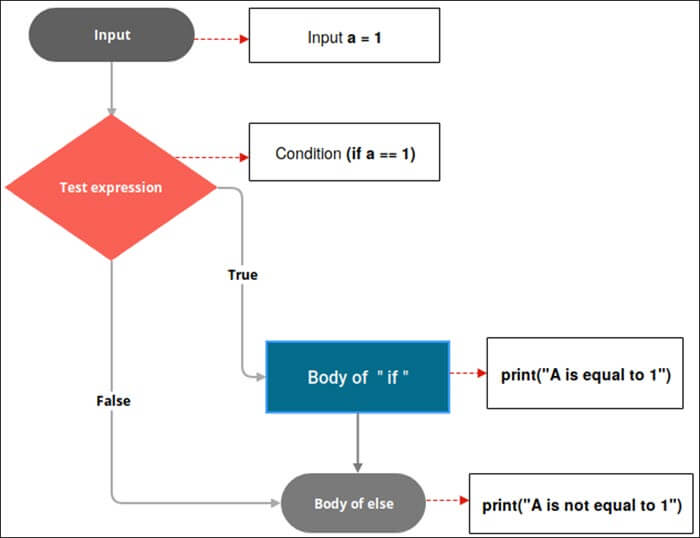 Input
Input a = 1
Condition (if a == 1)
Test expression
True
Body of " if "
print("A is equal to 1")
False
Body of else
print("A is not equal to 1")